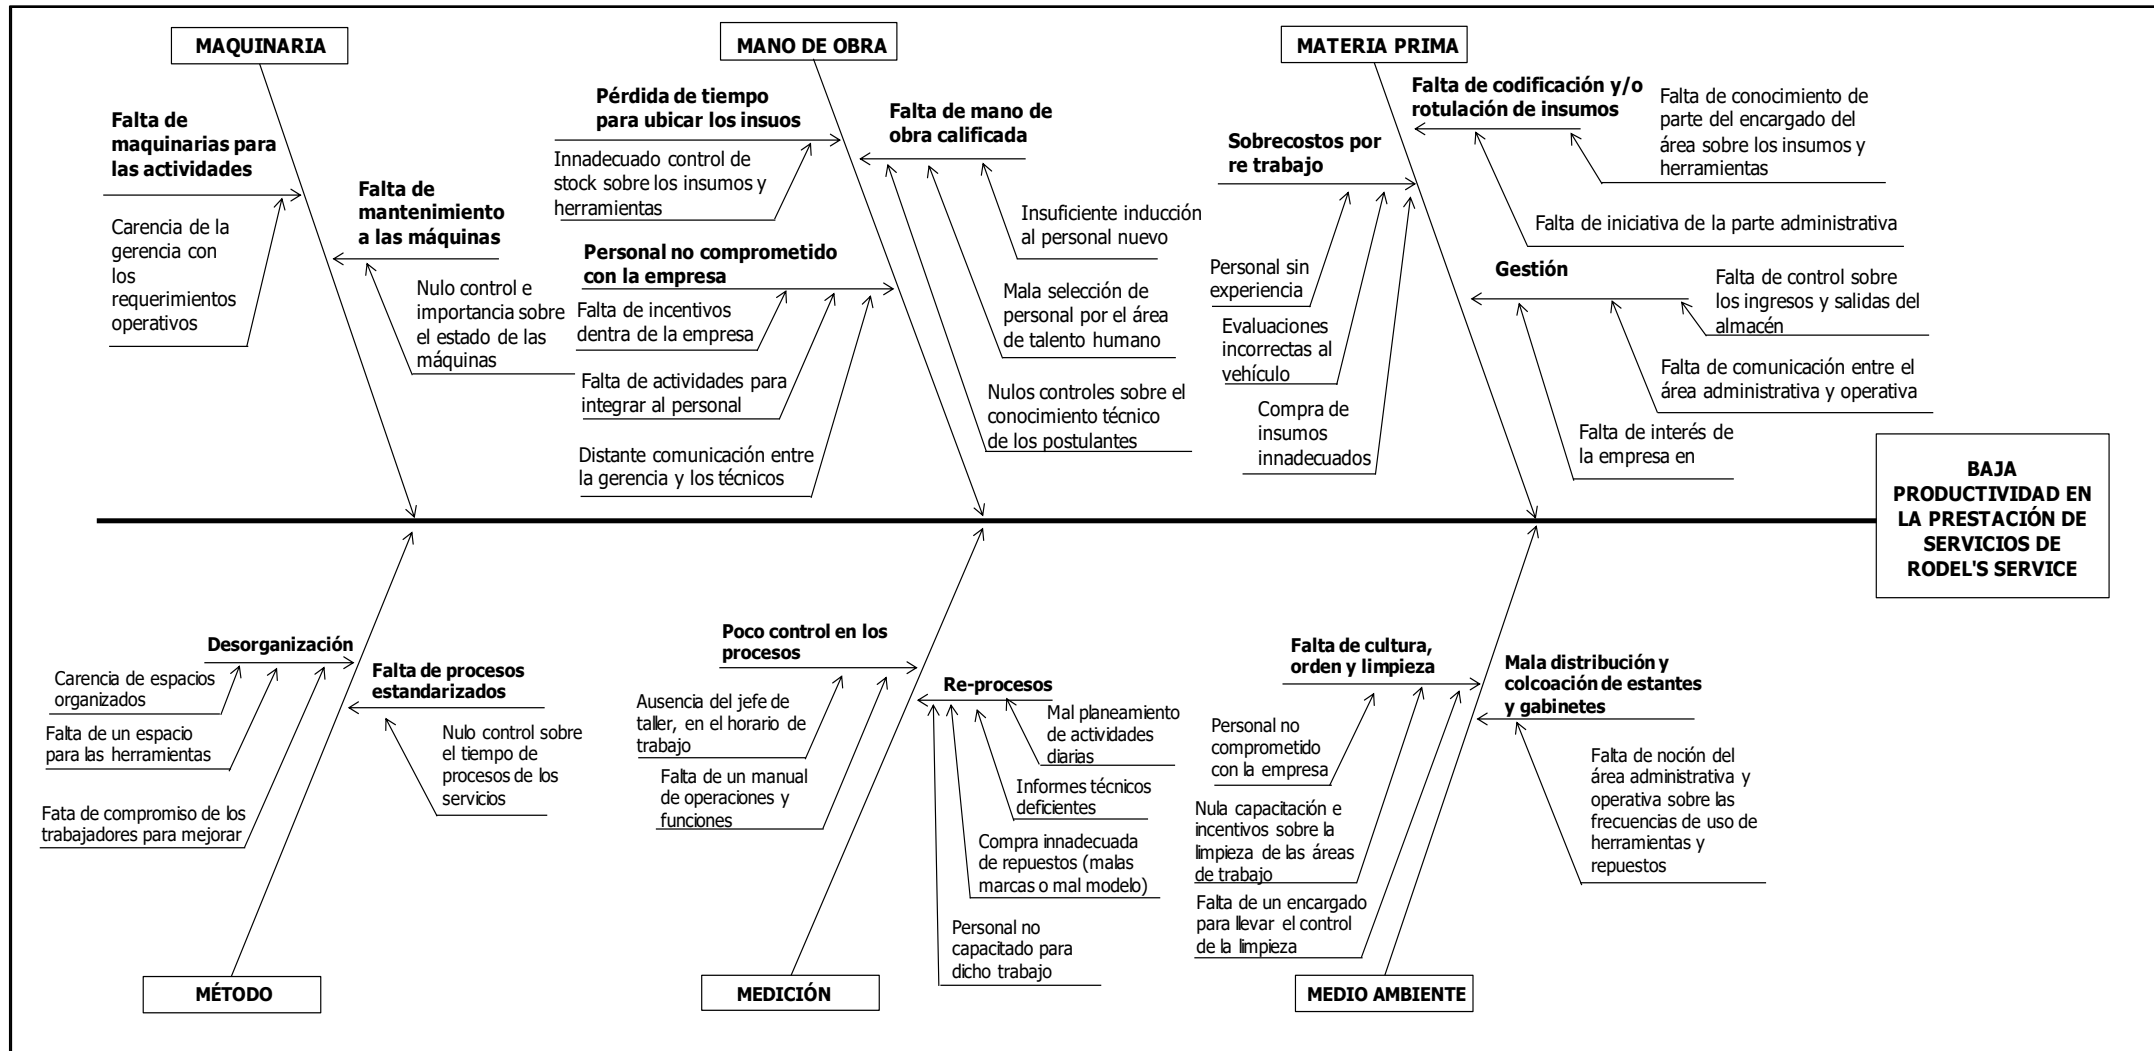 MAQUINARIA
Falta de
maquinarias para
las actividades
Carencia de la
gerencia con
los
requerimientos
operativos
Falta de
mantenimiento
a las máquinas
Nulo control e
importancia sobre
el estado de las
máquinas
MANO DE OBRA
Pérdida de tiempo
para ubicar los insuos
Innadecuado control de
stock sobre los insumos y
herramientas
Personal no comprometido
con la empresa
Falta de incentivos
dentra de la empresa
Falta de actividades para
integrar al personal
Distante comunicación entre
la gerencia y los técnicos
Falta de mano de
obra calificada
Insuficiente inducción
al personal nuevo
Mala selección de
personal por el área
de talento humano
Nulos controles sobre el
conocimiento técnico
de los postulantes
MATERIA PRIMA
Sobrecostos por
re trabajo
Personal sin
experiencia
Evaluaciones
incorrectas al
vehículo
Compra de
insumos
innadecuados
Falta de codificación y/o
rotulación de insumos
Falta de conocimiento de
parte del encargado del
área sobre los insumos y
herramientas
Falta de iniciativa de la parte administrativa
Gestión
Falta de control sobre
los ingresos y salidas del
almacén
Falta de comunicación entre el
área administrativa y operativa
Falta de interés de
la empresa en
BAJA
PRODUCTIVIDAD EN
LA PRESTACIÓN DE
SERVICIOS DE
RODEL'S SERVICE
Desorganización
Carencia de espacios
organizados
Falta de un espacio
para las herramientas
Fata de compromiso de los
trabajadores para mejorar
Falta de procesos
estandarizados
Nulo control sobre
el tiempo de
procesos de los
servicios
MÉTODO
Poco control en los
procesos
Ausencia del jefe de
taller, en el horario de
trabajo
Falta de un manual
de operaciones y
funciones
Re-procesos
Mal planeamiento
de actividades
diarias
Informes técnicos
deficientes
Compra innadecuada
de repuestos (malas
marcas o mal modelo)
Personal no
capacitado para
dicho trabajo
MEDICIÓN
Falta de cultura,
orden y limpieza
Personal no
comprometido
con la empresa
Nula capacitación e
incentivos sobre la
limpieza de las áreas
de trabajo
Falta de un encargado
para llevar el control
de la limpieza
Mala distribución y
colcoación de estantes
y gabinetes
Falta de noción del
área administrativa y
operativa sobre las
frecuencias de uso de
herramientas y
repuestos
MEDIO AMBIENTE